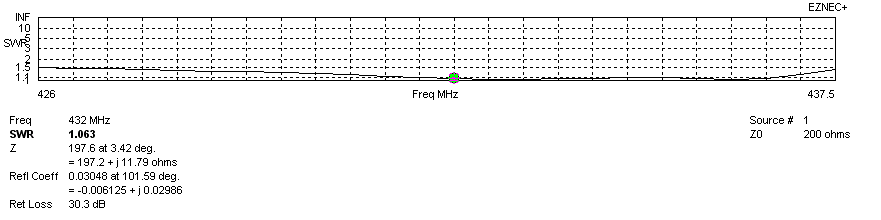 EZNEC+
INF
10
5
3
SWR
2
1.5
1.1
426 Freq MHz 437.5
Freq 432 MHz Source # 1
SWR 1.063 Z0 200 ohms
Z 197.6 at 3.42 deg.
= 197.2 + j 11.79 ohms
Refl Coeff 0.03048 at 101.59 deg.
= -0.006125 + j 0.02986
Ret Loss 30.3 dB